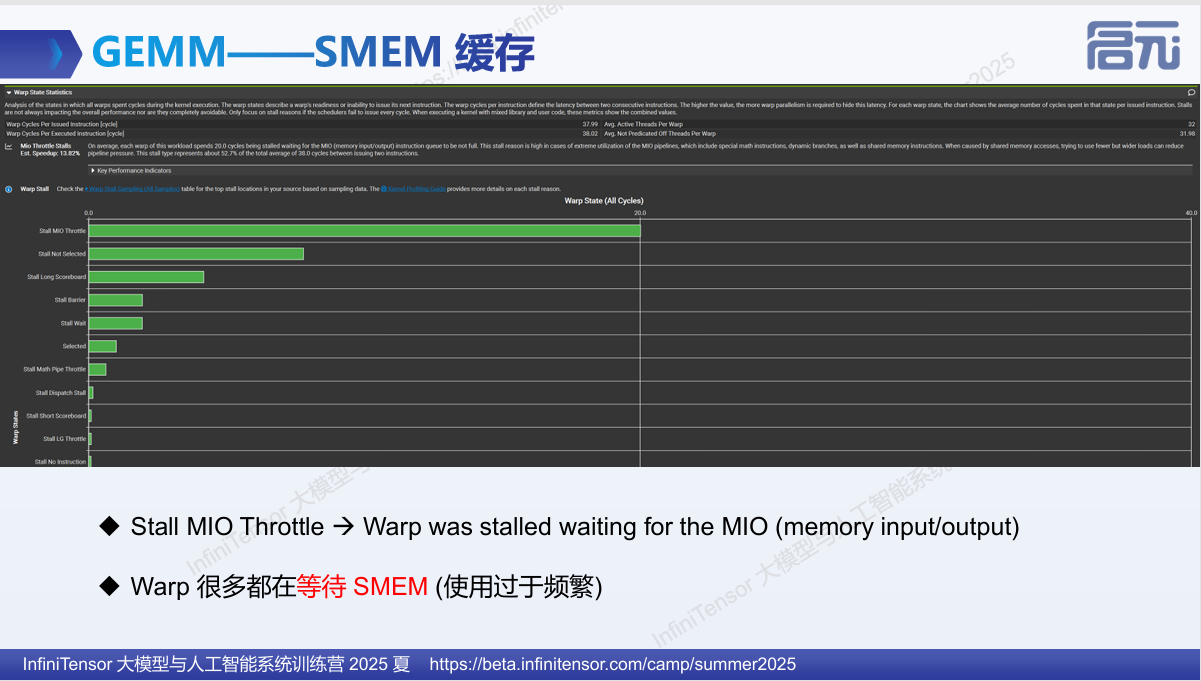 GEMM——SMEM 缓存
启元
Warp State Statistics
Analysis of the states in which all warps spent cycles during the kernel execution. The warp states describe a warp's readiness or inability to issue its next instruction. The warp cycles per instruction define the latency between two consecutive instructions. The higher the value, the more warp parallelism is required to hide this latency. For each warp state, the chart shows the average number of cycles spent in that state per issued instruction. Stalls
are not always impacting the overall performance nor are they completely avoidable. Only focus on stall reasons if the schedulers fail to issue every cycle. When executing a kernel with mixed library and user code, these metrics show the combined values.
Warp Cycles Per Issued Instruction [cycle] 37.99 Avg. Active Threads Per Warp 32
Warp Cycles Per Executed Instruction [cycle] 38.02 Avg. Not Predicated Off Threads Per Warp 31.98
Mio Throttle Stalls
Est. Speedup: 13.82%
On average, each warp of this workload spends 20.0 cycles being stalled waiting for the MIO (memory input/output) instruction queue to be not full. This stall reason is high in cases of extreme utilization of the MIO pipelines, which include special math instructions, dynamic branches, as well as shared memory instructions. When caused by shared memory accesses, trying to use fewer but wider loads can reduce
pipeline pressure. This stall type represents about 52.7% of the total average of 38.0 cycles between issuing two instructions.
Key Performance Indicators
Warp Stall Check the Warp Stall Sampling (All Samples) table for the top stall locations in your source based on sampling data. The Kernel Profiling Guide provides more details on each stall reason.
Warp State (All Cycles)
0.0 20.0 40.0
Stall MIO Throttle
Stall Not Selected
Stall Long Scoreboard
Stall Barrier
Stall Wait
Selected
Stall Math Pipe Throttle
Stall Dispatch Stall
Stall Short Scoreboard
Stall LG Throttle
Stall No Instruction
Warp States
◆ Stall MIO Throttle → Warp was stalled waiting for the MIO (memory input/output)
◆ Warp 很多都在等待 SMEM (使用过于频繁)
InfiniTensor 大模型与人工智能系统训练营 2025 夏 https://beta.infinitensor.com/camp/summer2025